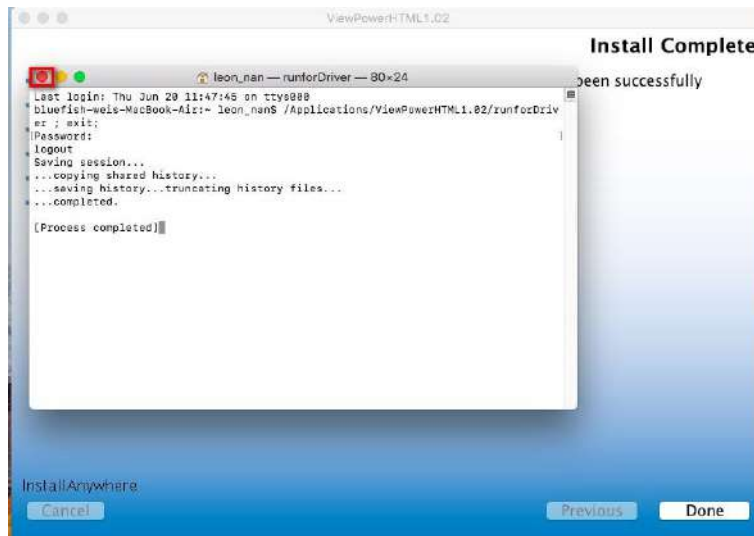 ViewPowerHTML1.02
Install Complete
been successfully
leon_nan — runforDriver — 80×24
Last login: Thu Jun 20 11:47:45 on ttys000
bluefish-weis-MacBook-Air:~ leon_nan$ /Applications/ViewPowerHTML1.02/runforDriv
er ; exit;
[Password:
logout
Saving session...
...copying shared history...
...saving history...truncating history files...
...completed.
[Process completed]
InstallAnywhere
Cancel
Previous
Done